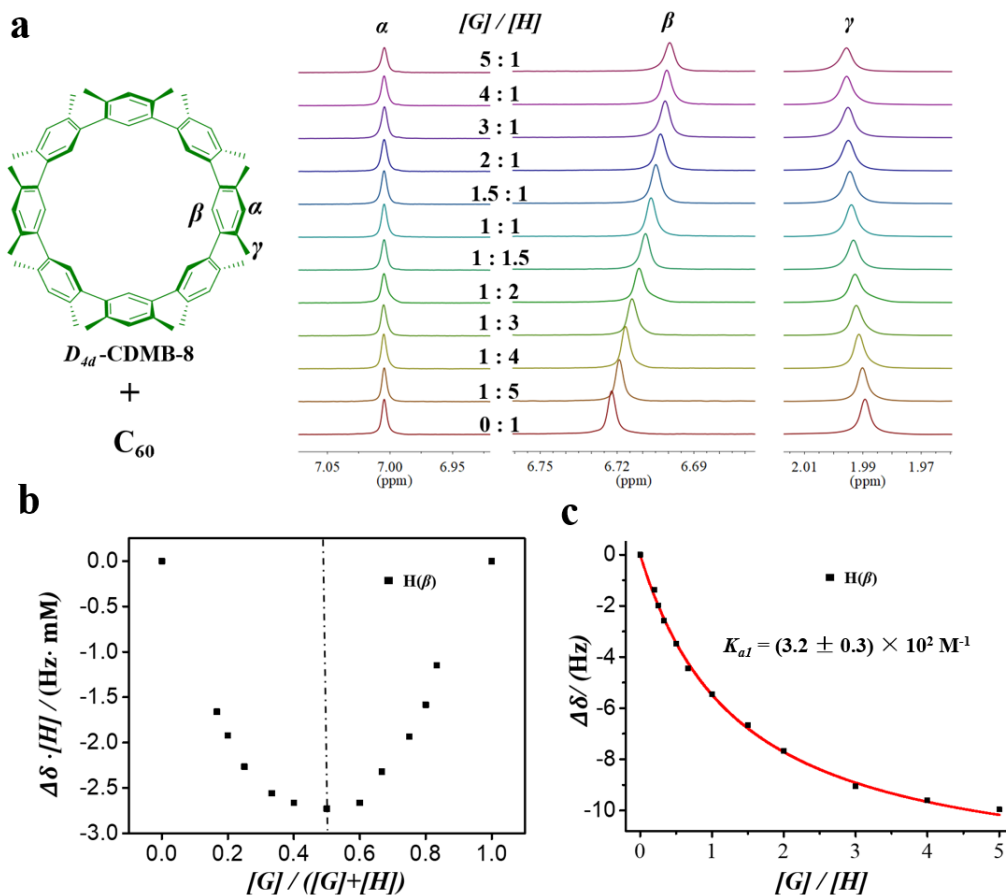 a
α
[G] / [H]
β
γ
5 : 1
4 : 1
3 : 1
2 : 1
1.5 : 1
1 : 1
1 : 1.5
1 : 2
1 : 3
1 : 4
1 : 5
0 : 1
β
α
γ
D4d-CDMB-8
+
C60
7.05 7.00 6.95
(ppm)
6.75 6.72 6.69
(ppm)
2.01 1.99 1.97
(ppm)
b
0.0
-0.5
-1.0
-1.5
-2.0
-2.5
-3.0
Δδ ·[H] / (Hz· mM)
H(β)
0.0 0.2 0.4 0.6 0.8 1.0
[G] / ([G]+[H])
c
0
-2
-4
-6
-8
-10
Δδ/ (Hz)
H(β)
Ka1 = (3.2 ± 0.3) × 10² M⁻¹
0 1 2 3 4 5
[G] / [H]